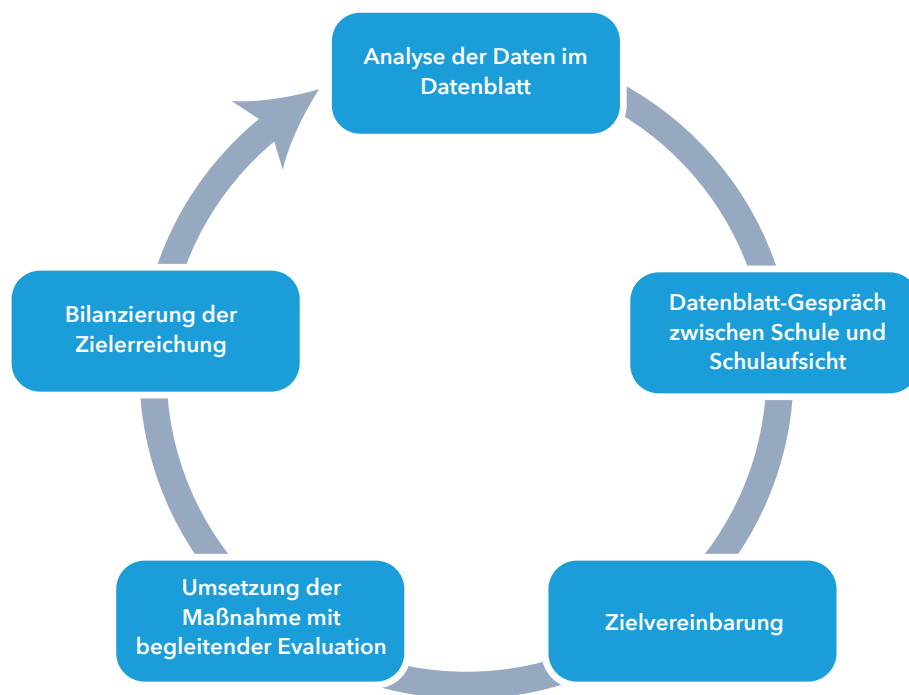 Analyse der Daten im
Datenblatt
Datenblatt-Gespräch
zwischen Schule und
Schulaufsicht
Zielvereinbarung
Umsetzung der
Maßnahme mit
begleitender Evaluation
Bilanzierung der
Zielerreichung